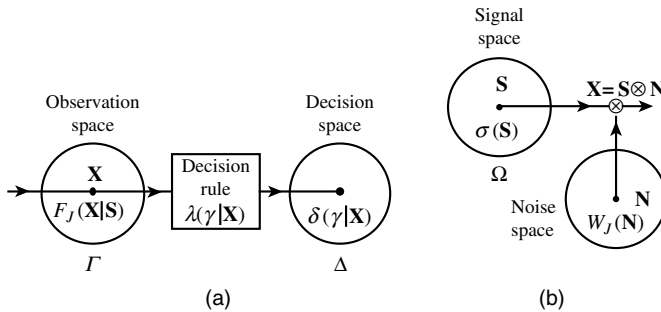 Observation
space
X
F_J(X|S)
Γ
Decision
rule
λ(γ|X)
Decision
space
δ(γ|X)
Δ
(a)
Signal
space
S
σ(S)
Ω
X=S⊗N
⊗
Noise
space
N
W_J(N)
(b)